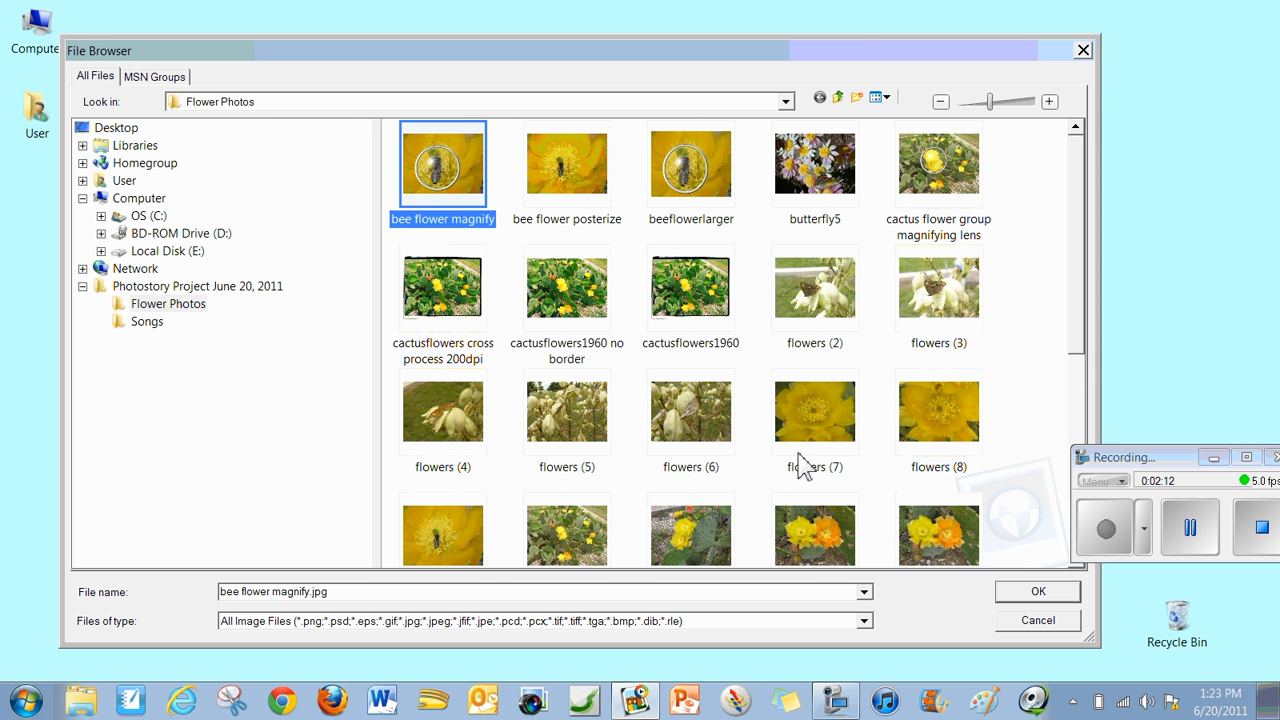 Compute
User
File Browser
All Files
MSN Groups
Look in:
Flower Photos
Desktop
Libraries
Homegroup
User
Computer
OS (C:)
BD-ROM Drive (D:)
Local Disk (E:)
Network
Photostory Project June 20, 2011
Flower Photos
Songs
bee flower magnify
bee flower posterize
beeflowerlarger
butterfly5
cactus flower group
magnifying lens
cactusflowers cross
process 200dpi
cactusflowers1960 no
border
cactusflowers1960
flowers (2)
flowers (3)
flowers (4)
flowers (5)
flowers (6)
flowers (7)
flowers (8)
File name:
bee flower magnify.jpg
OK
Files of type:
All Image Files (*.png;*.psd;*.eps;*.gif;*.jpg;*.jpeg;*.jfif;*.jpe;*.pcd;*.pcx;*.tif;*.tiff;*.tga;*.bmp;*.dib;*.rle)
Cancel
Recording...
Menu
0:02:12
5.0 fps
Recycle Bin
1:23 PM
6/20/2011